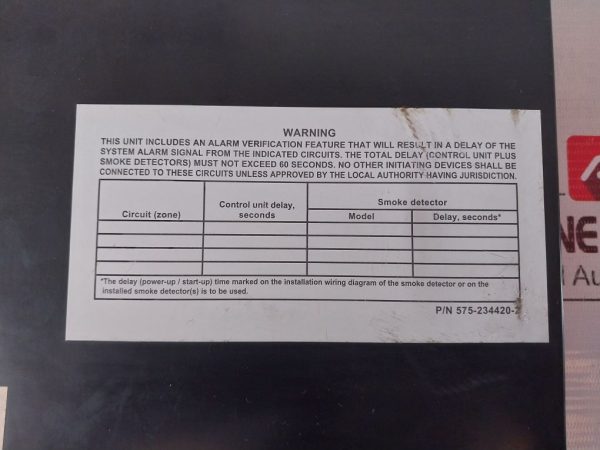 WARNING
THIS UNIT INCLUDES AN ALARM VERIFICATION FEATURE THAT WILL RESULT IN A DELAY OF THE
SYSTEM ALARM SIGNAL FROM THE INDICATED CIRCUITS. THE TOTAL DELAY (CONTROL UNIT PLUS
SMOKE DETECTORS) MUST NOT EXCEED 60 SECONDS. NO OTHER INITIATING DEVICES SHALL BE
CONNECTED TO THESE CIRCUITS UNLESS APPROVED BY THE LOCAL AUTHORITY HAVING JURISDICTION.
Circuit (zone)
Control unit delay,
seconds
Smoke detector
Model
Delay, seconds*
*The delay (power-up / start-up) time marked on the installation wiring diagram of the smoke detector or on the
installed smoke detector(s) is to be used.
P/N 575-234420-2
NE
Au